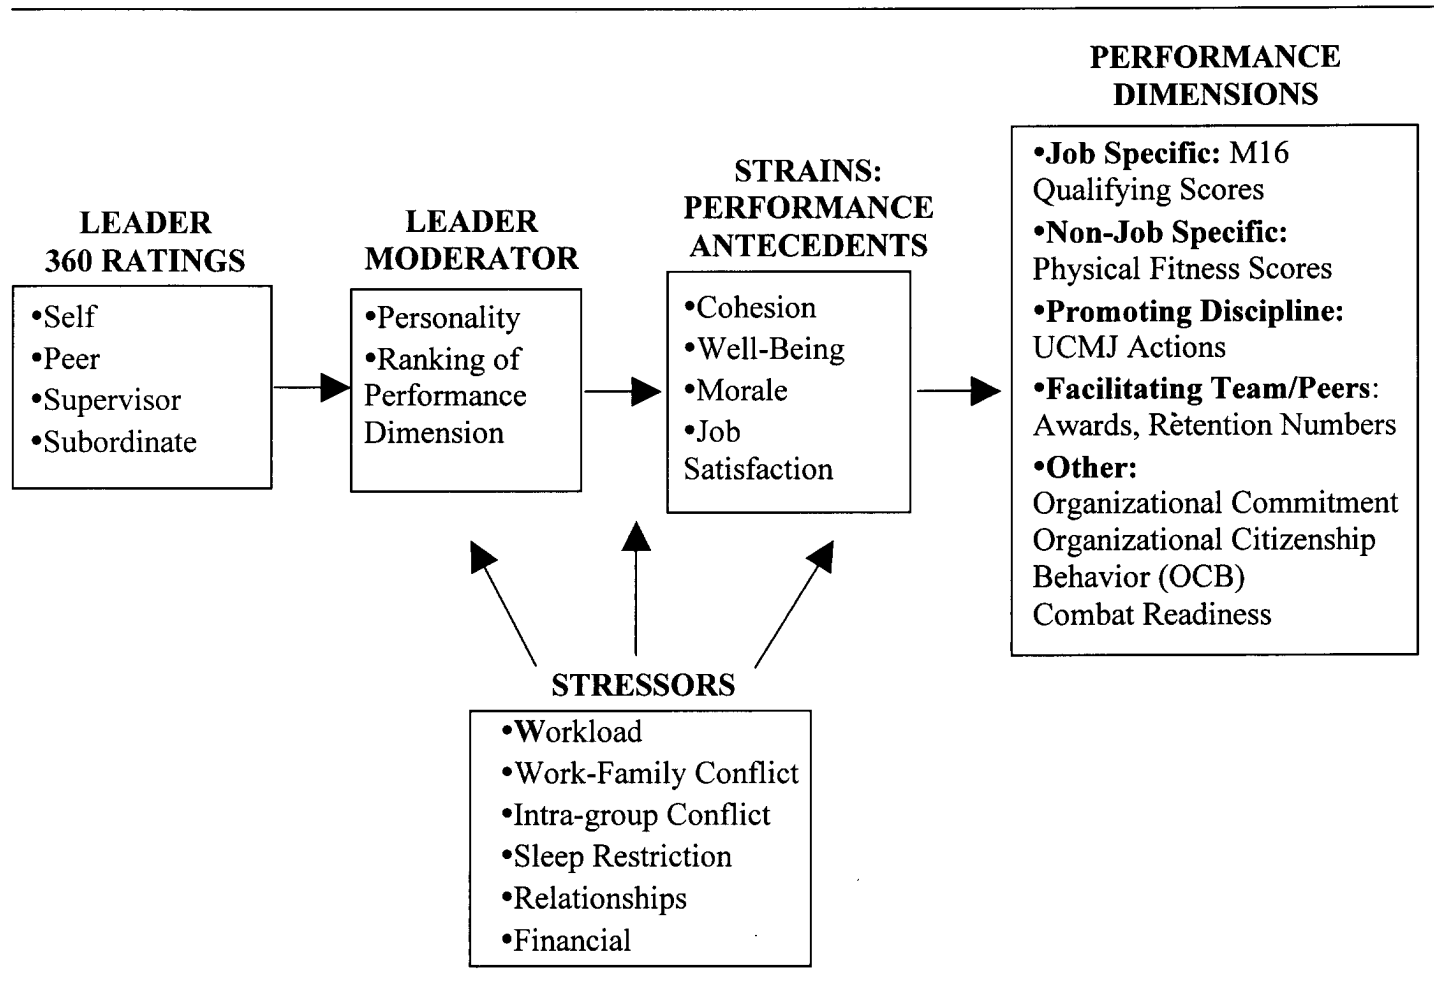 LEADER
360 RATINGS
•Self
•Peer
•Supervisor
•Subordinate
LEADER
MODERATOR
•Personality
•Ranking of
Performance
Dimension
STRAINS:
PERFORMANCE
ANTECEDENTS
•Cohesion
•Well-Being
•Morale
•Job
Satisfaction
PERFORMANCE
DIMENSIONS
•Job Specific: M16
Qualifying Scores
•Non-Job Specific:
Physical Fitness Scores
•Promoting Discipline:
UCMJ Actions
•Facilitating Team/Peers:
Awards, Retention Numbers
•Other:
Organizational Commitment
Organizational Citizenship
Behavior (OCB)
Combat Readiness
STRESSORS
•Workload
•Work-Family Conflict
•Intra-group Conflict
•Sleep Restriction
•Relationships
•Financial